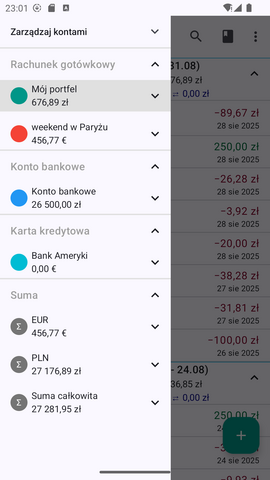 23:01
Zarządzaj kontami
Rachunek gotówkowy
Mój portfel
676,89 zł
weekend w Paryżu
456,77 €
Konto bankowe
Konto bankowe
26 500,00 zł
Karta kredytowa
Bank Ameryki
0,00 €
Suma
Σ EUR
456,77 €
Σ PLN
27 176,89 zł
Σ Suma całkowita
27 281,95 zł
31.08)
76,89 zł
0,00 zł
−89,67 zł
28 sie 2025
250,00 zł
28 sie 2025
−26,28 zł
28 sie 2025
−3,92 zł
28 sie 2025
−20,00 zł
28 sie 2025
−38,28 zł
27 sie 2025
−31,81 zł
27 sie 2025
−100,00 zł
26 sie 2025
- 24.08)
36,85 zł
0,00 zł
250,00 zł
24 sie 2025
24 sie 2025